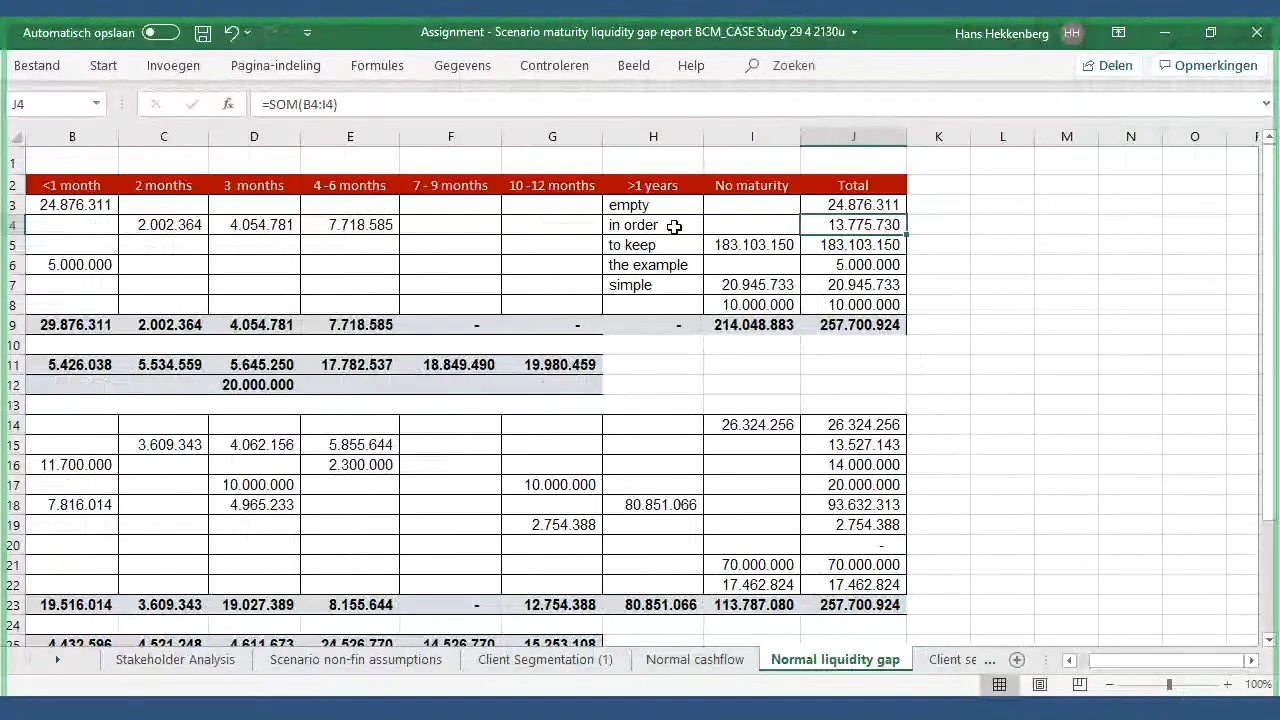 Automatisch opslaan Assignment - Scenario maturity liquidity gap report BCM_CASE Study 29 4 2130u Hans Hekkenberg HH
Bestand Start Invoegen Pagina-indeling Formules Gegevens Controleren Beeld Help Zoeken Delen Opmerkingen
J4 fx =SOM(B4:I4)
B C D E F G H I J K L M N O
1
2 <1 month 2 months 3 months 4 -6 months 7 - 9 months 10 -12 months >1 years No maturity Total
3 24.876.311 empty 24.876.311
4 2.002.364 4.054.781 7.718.585 in order 13.775.730
5 to keep 183.103.150 183.103.150
6 5.000.000 the example 5.000.000
7 simple 20.945.733 20.945.733
8 10.000.000 10.000.000
9 29.876.311 2.002.364 4.054.781 7.718.585 - - - 214.048.883 257.700.924
10
11 5.426.038 5.534.559 5.645.250 17.782.537 18.849.490 19.980.459
12 20.000.000
13
14 26.324.256 26.324.256
15 3.609.343 4.062.156 5.855.644 13.527.143
16 11.700.000 2.300.000 14.000.000
17 10.000.000 10.000.000 20.000.000
18 7.816.014 4.965.233 80.851.066 93.632.313
19 2.754.388 2.754.388
20 -
21 70.000.000 70.000.000
22 17.462.824 17.462.824
23 19.516.014 3.609.343 19.027.389 8.155.644 - 12.754.388 80.851.066 113.787.080 257.700.924
24
25 4.432.596 4.521.248 4.611.673 24.526.770 14.526.770 15.253.108
Stakeholder Analysis Scenario non-fin assumptions Client Segmentation (1) Normal cashflow Normal liquidity gap Client se ...
100%